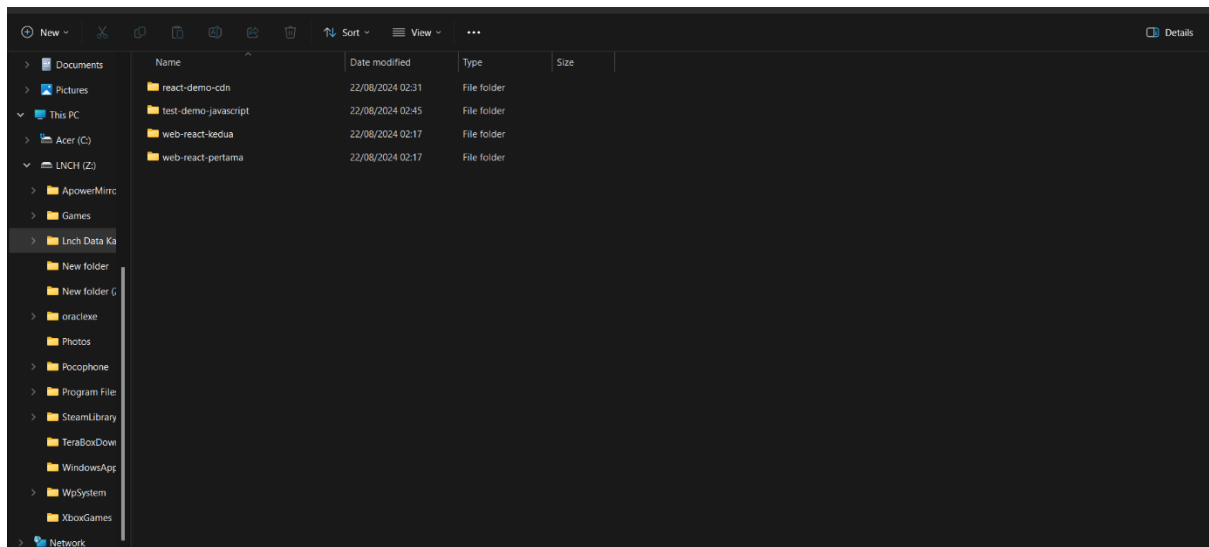 New Sort View ... Details
Documents
Pictures
This PC
Acer (C:)
LNCH (Z:)
ApowerMirrc
Games
Lnch Data Ka
New folder
New folder (2
oraclexe
Photos
Pocophone
Program File
SteamLibrary
TeraBoxDow
WindowsApp
WpSystem
XboxGames
Network
Name Date modified Type Size
react-demo-cdn 22/08/2024 02:31 File folder
test-demo-javascript 22/08/2024 02:45 File folder
web-react-kedua 22/08/2024 02:17 File folder
web-react-pertama 22/08/2024 02:17 File folder